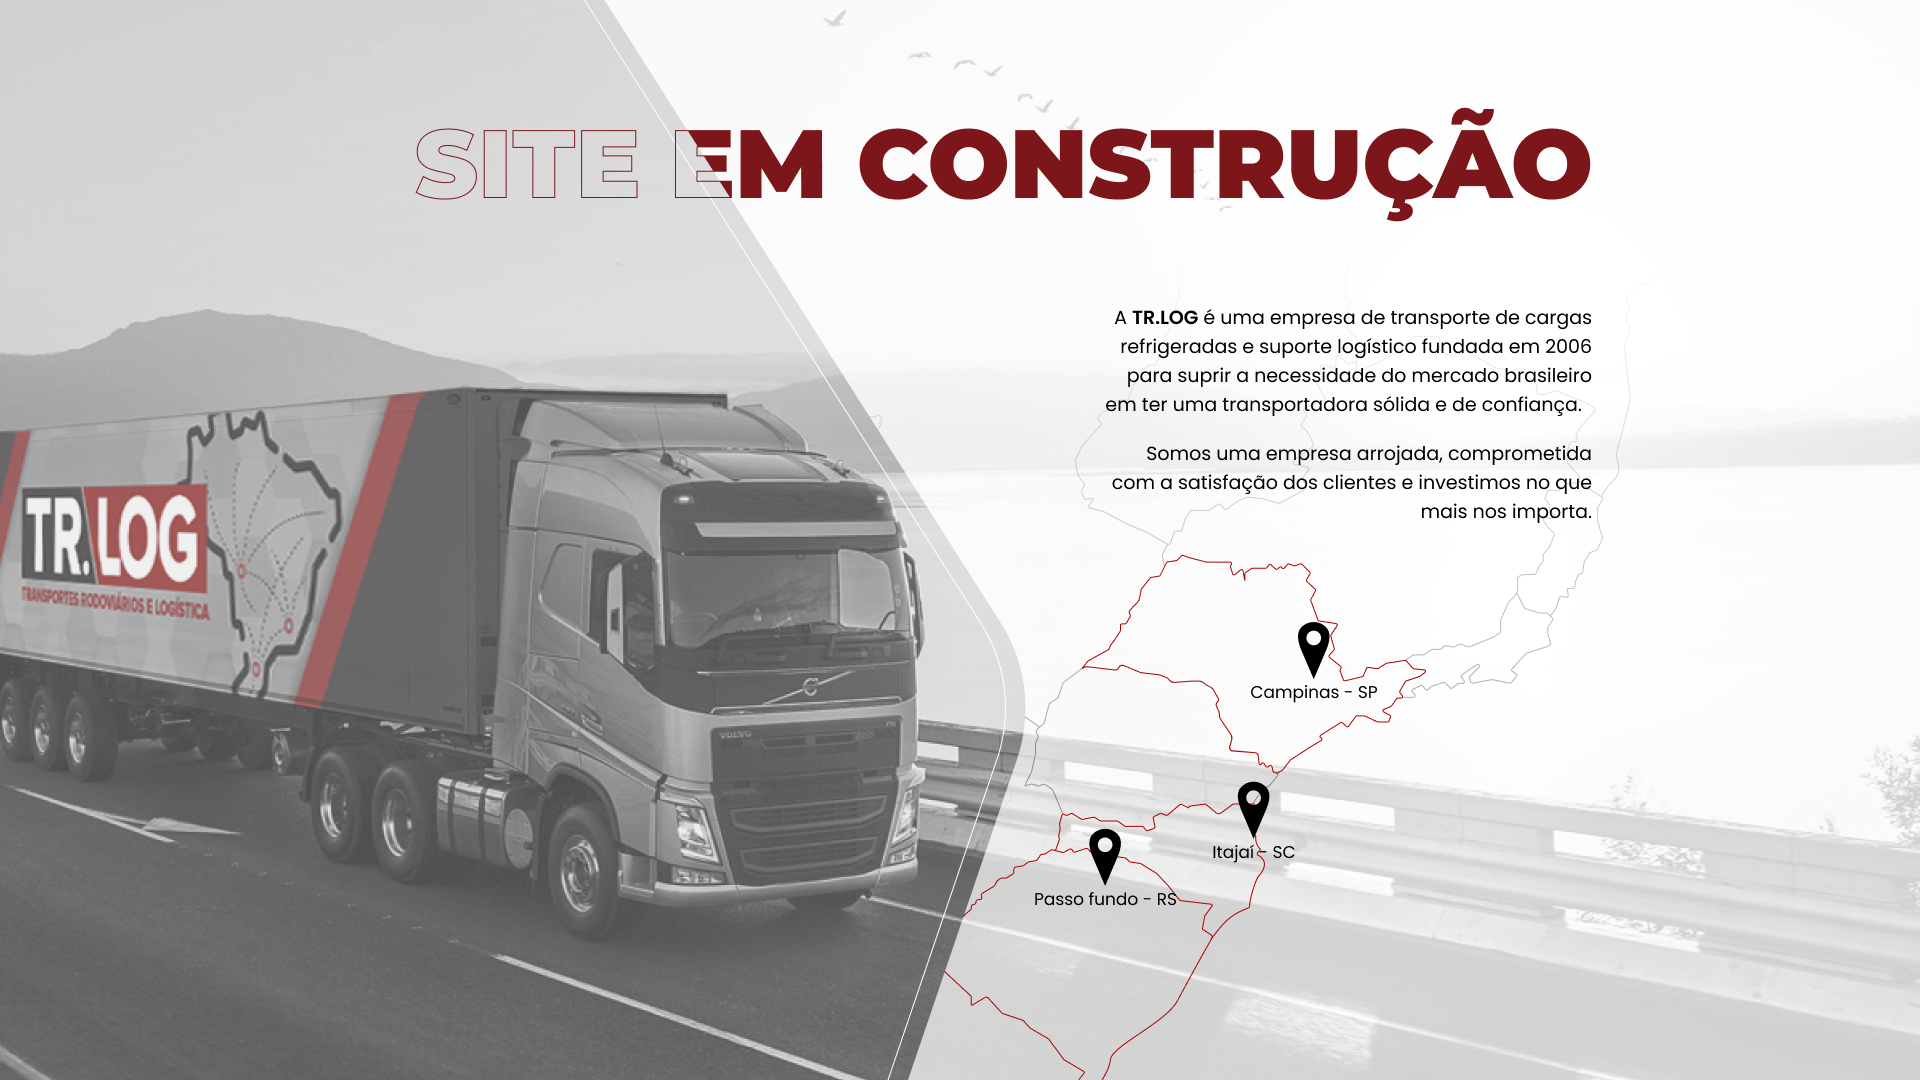 SITE EM CONSTRUÇÃO
A TR.LOG é uma empresa de transporte de cargas
refrigeradas e suporte logístico fundada em 2006
para suprir a necessidade do mercado brasileiro
em ter uma transportadora sólida e de confiança.
Somos uma empresa arrojada, comprometida
com a satisfação dos clientes e investimos no que
mais nos importa.
TR.LOG
TRANSPORTES RODOVIÁRIOS E LOGÍSTICA
VOLVO
Campinas - SP
Itajaí - SC
Passo fundo - RS